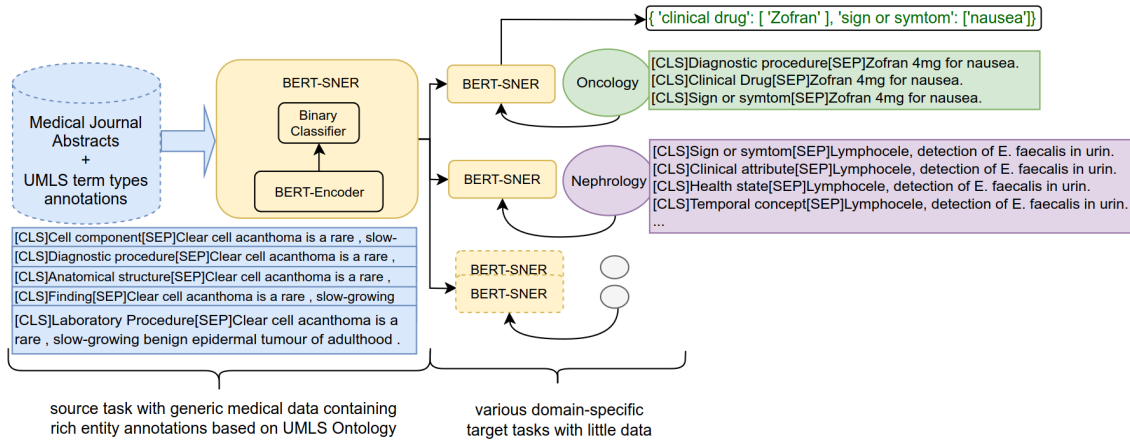 { 'clinical drug': [ 'Zofran' ], 'sign or symtom': ['nausea']}
Medical Journal
Abstracts
+
UMLS term types
annotations
BERT-SNER
Binary
Classifier
BERT-Encoder
[CLS]Cell component[SEP]Clear cell acanthoma is a rare , slow-
[CLS]Diagnostic procedure[SEP]Clear cell acanthoma is a rare ,
[CLS]Anatomical structure[SEP]Clear cell acanthoma is a rare ,
[CLS]Finding[SEP]Clear cell acanthoma is a rare , slow-growing
[CLS]Laboratory Procedure[SEP]Clear cell acanthoma is a
rare , slow-growing benign epidermal tumour of adulthood .
BERT-SNER
Oncology
[CLS]Diagnostic procedure[SEP]Zofran 4mg for nausea.
[CLS]Clinical Drug[SEP]Zofran 4mg for nausea.
[CLS]Sign or symtom[SEP]Zofran 4mg for nausea.
BERT-SNER
Nephrology
[CLS]Sign or symtom[SEP]Lymphocele, detection of E. faecalis in urin.
[CLS]Clinical attribute[SEP]Lymphocele, detection of E. faecalis in urin.
[CLS]Health state[SEP]Lymphocele, detection of E. faecalis in urin.
[CLS]Temporal concept[SEP]Lymphocele, detection of E. faecalis in urin.
...
BERT-SNER
BERT-SNER
source task with generic medical data containing
rich entity annotations based on UMLS Ontology
various domain-specific
target tasks with little data